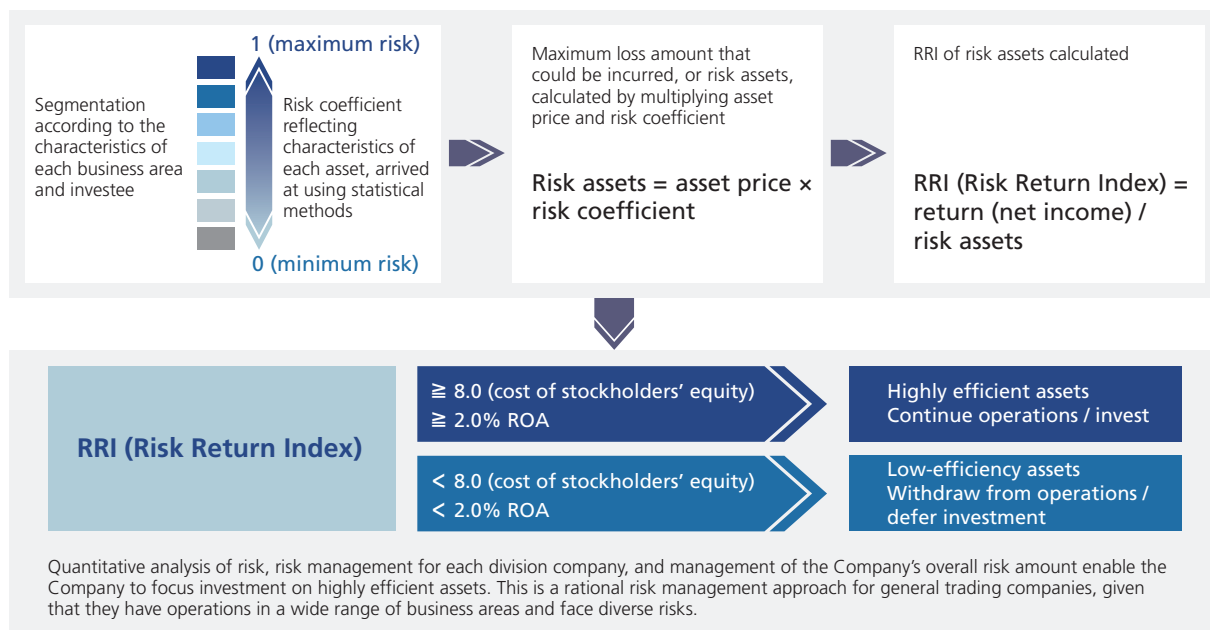 Segmentation
according to the
characteristics of
each business area
and investee
1 (maximum risk)
Risk coefficient
reflecting
characteristics of
each asset, arrived
at using statistical
methods
0 (minimum risk)
Maximum loss amount that
could be incurred, or risk assets,
calculated by multiplying asset
price and risk coefficient
Risk assets = asset price ×
risk coefficient
RRI of risk assets calculated
RRI (Risk Return Index) =
return (net income) /
risk assets
RRI (Risk Return Index)
≧ 8.0 (cost of stockholders’ equity)
≧ 2.0% ROA
Highly efficient assets
Continue operations / invest
< 8.0 (cost of stockholders’ equity)
< 2.0% ROA
Low-efficiency assets
Withdraw from operations /
defer investment
Quantitative analysis of risk, risk management for each division company, and management of the Company’s overall risk amount enable the
Company to focus investment on highly efficient assets. This is a rational risk management approach for general trading companies, given
that they have operations in a wide range of business areas and face diverse risks.